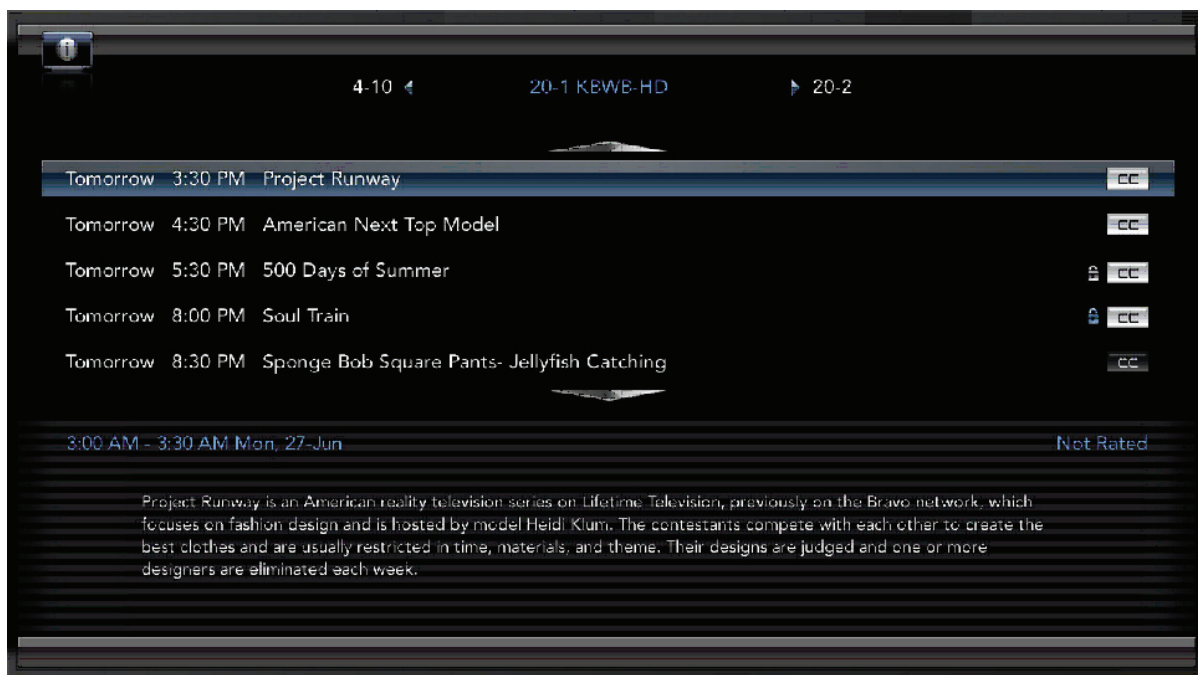 4-10 20-1 KBWB-HD 20-2
Tomorrow 3:30 PM Project Runway CC
Tomorrow 4:30 PM American Next Top Model CC
Tomorrow 5:30 PM 500 Days of Summer CC
Tomorrow 8:00 PM Soul Train CC
Tomorrow 8:30 PM Sponge Bob Square Pants- Jellyfish Catching CC
3:00 AM - 3:30 AM Mon, 27-Jun Not Rated
Project Runway is an American reality television series on Lifetime Television, previously on the Bravo network, which
focuses on fashion design and is hosted by model Heidi Klum. The contestants compete with each other to create the
best clothes and are usually restricted in time, materials, and theme. Their designs are judged and one or more
designers are eliminated each week.